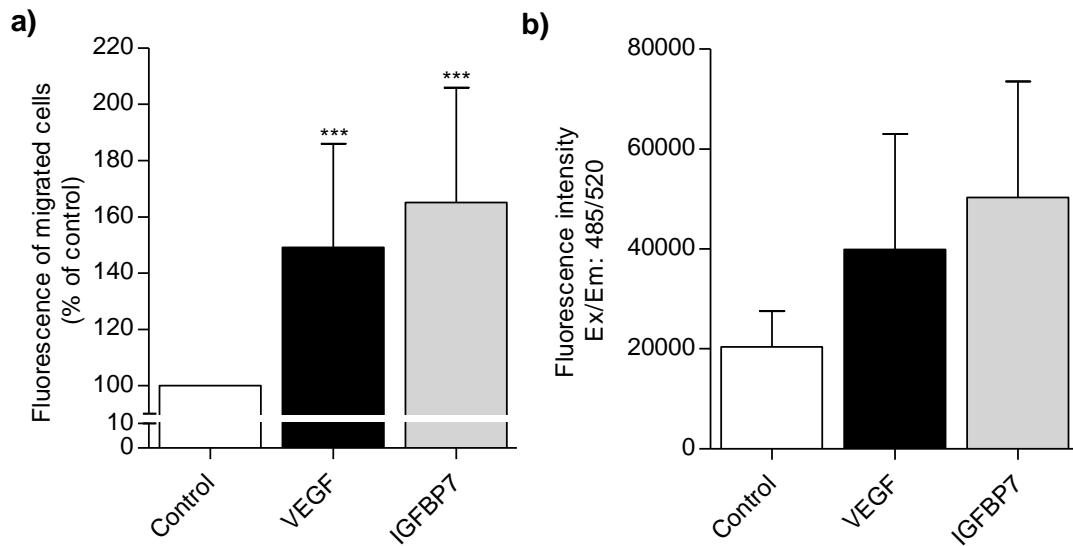 a)
Fluorescence of migrated cells
(% of control)
220
200
180
160
140
120
100
10
0
***
***
Control
VEGF
IGFBP7
b)
Fluorescence intensity
Ex/Em: 485/520
80000
60000
40000
20000
0
Control
VEGF
IGFBP7